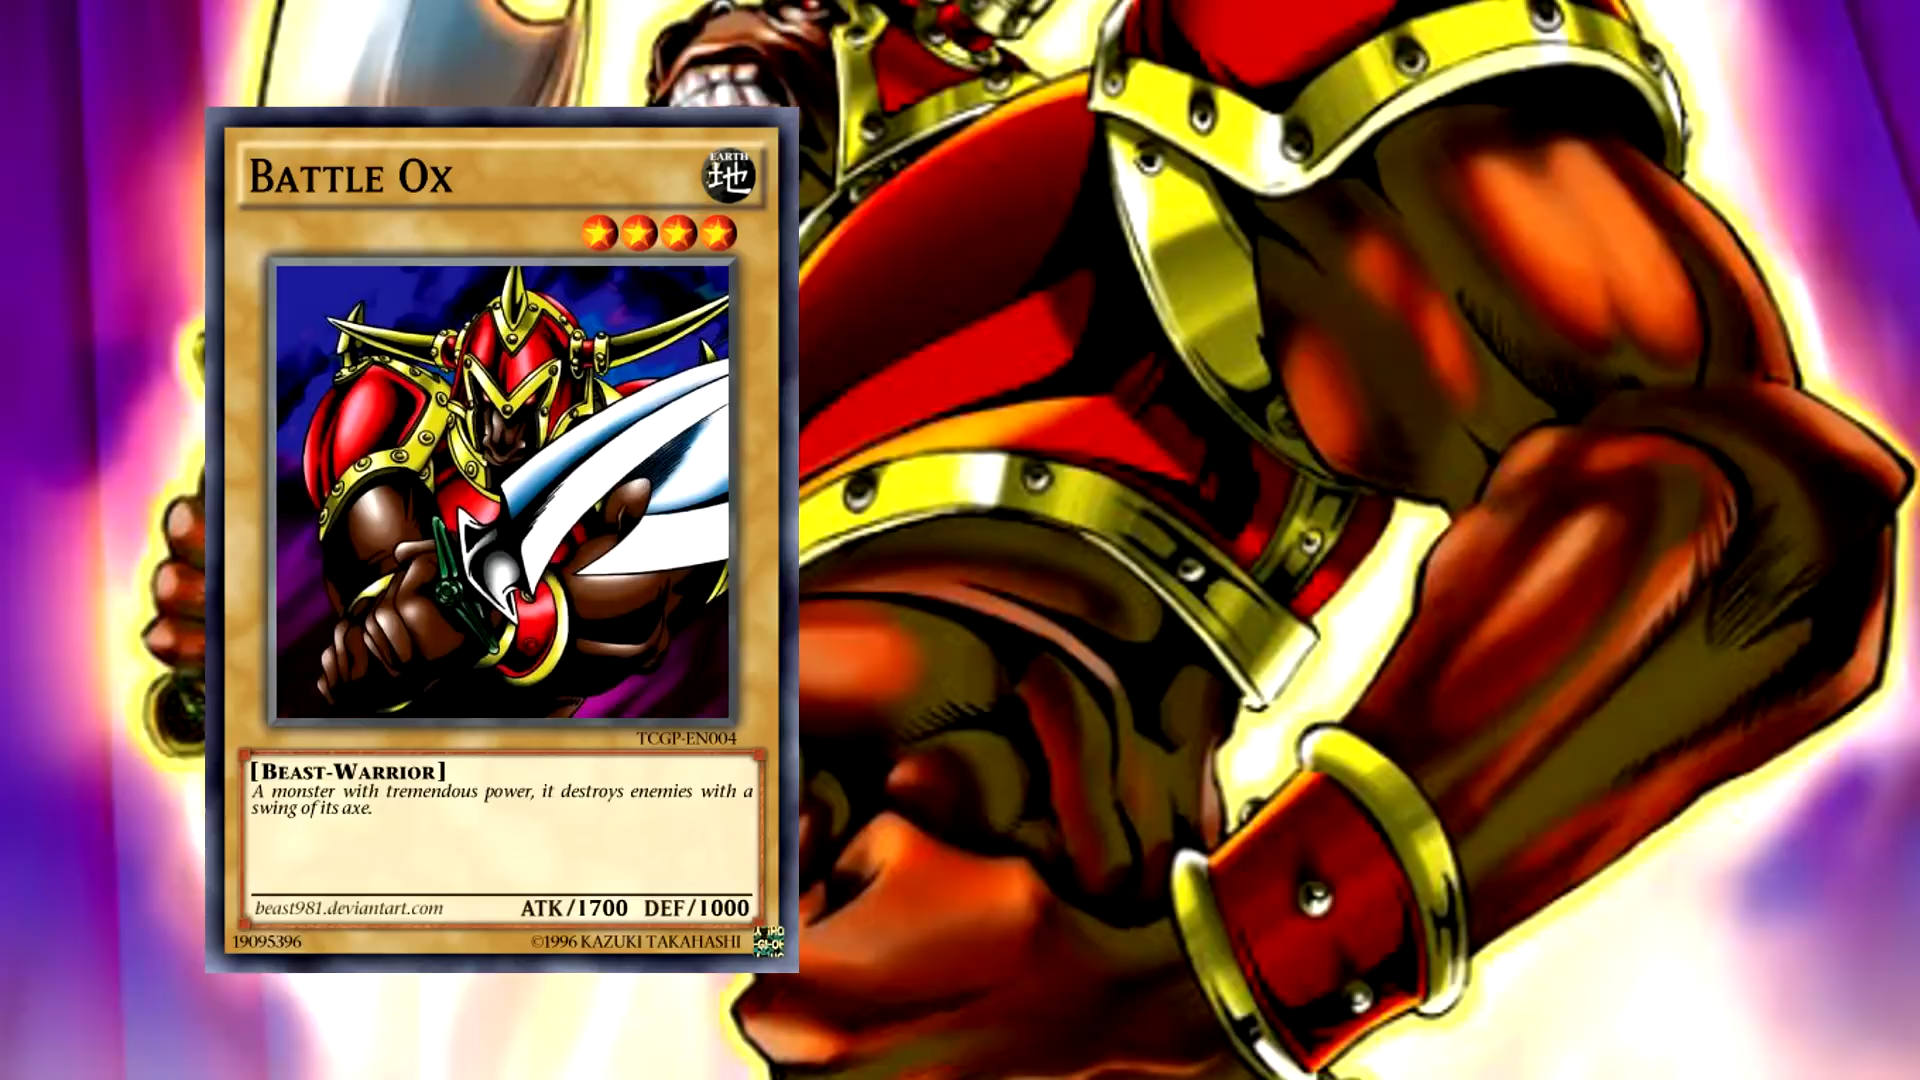 BATTLE OX
EARTH
地
TCGP-EN004
[BEAST-WARRIOR]
A monster with tremendous power, it destroys enemies with a
swing of its axe.
beast981.deviantart.com
ATK/1700 DEF/1000
19095396
©1996 KAZUKI TAKAHASHI